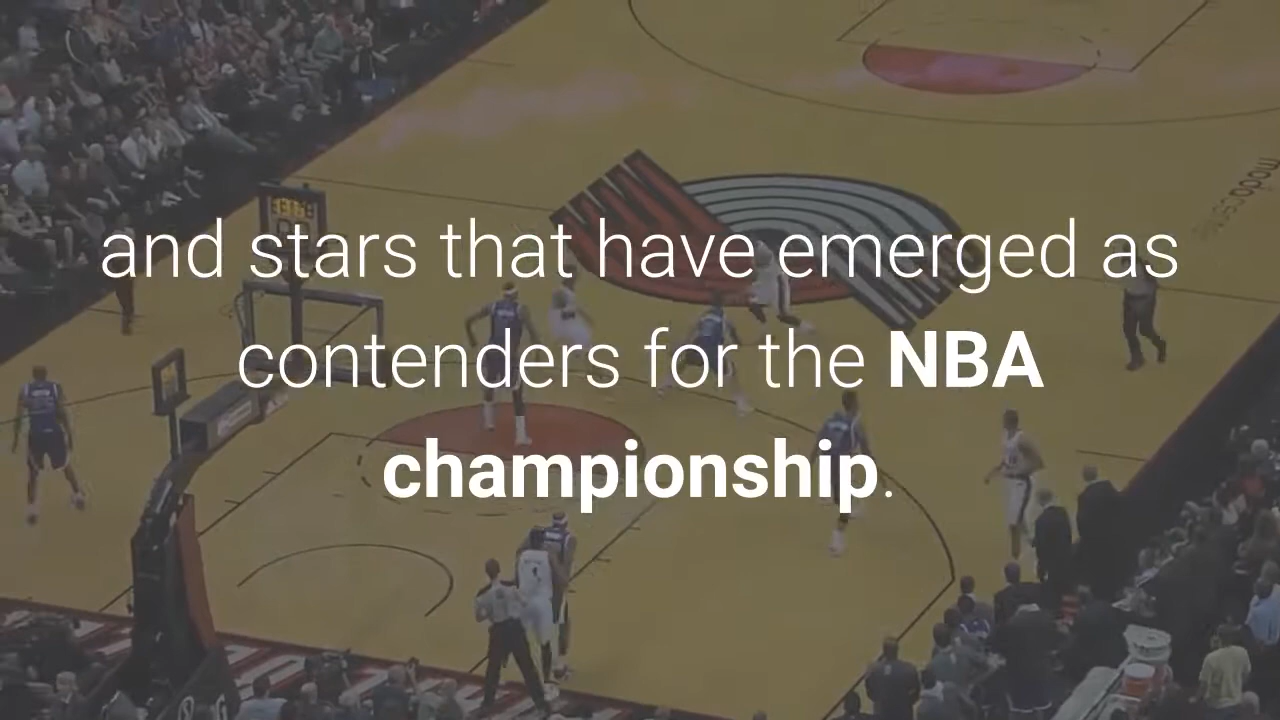 and stars that have emerged as
contenders for the NBA
championship.